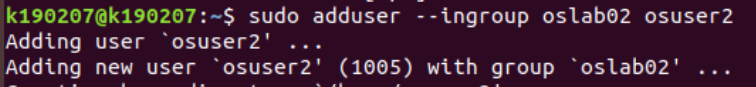 k190207@k190207:~$ sudo adduser --ingroup oslab02 osuser2
Adding user `osuser2' ...
Adding new user `osuser2' (1005) with group `oslab02' ...